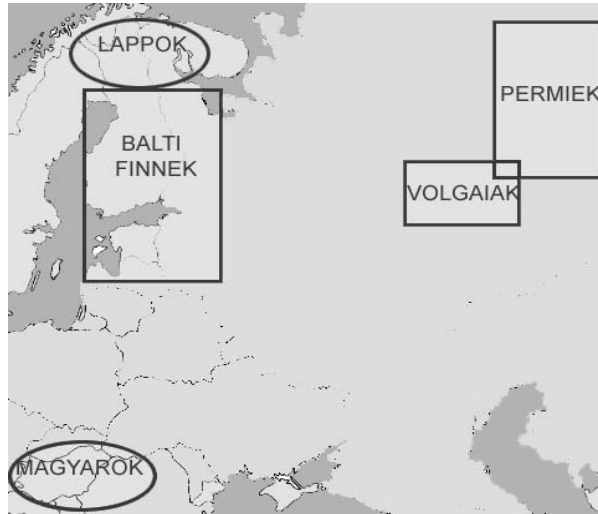 LAPPOK
PERMIEK
BALTI
FINNEK
VOLGAIAK
MAGYAROK